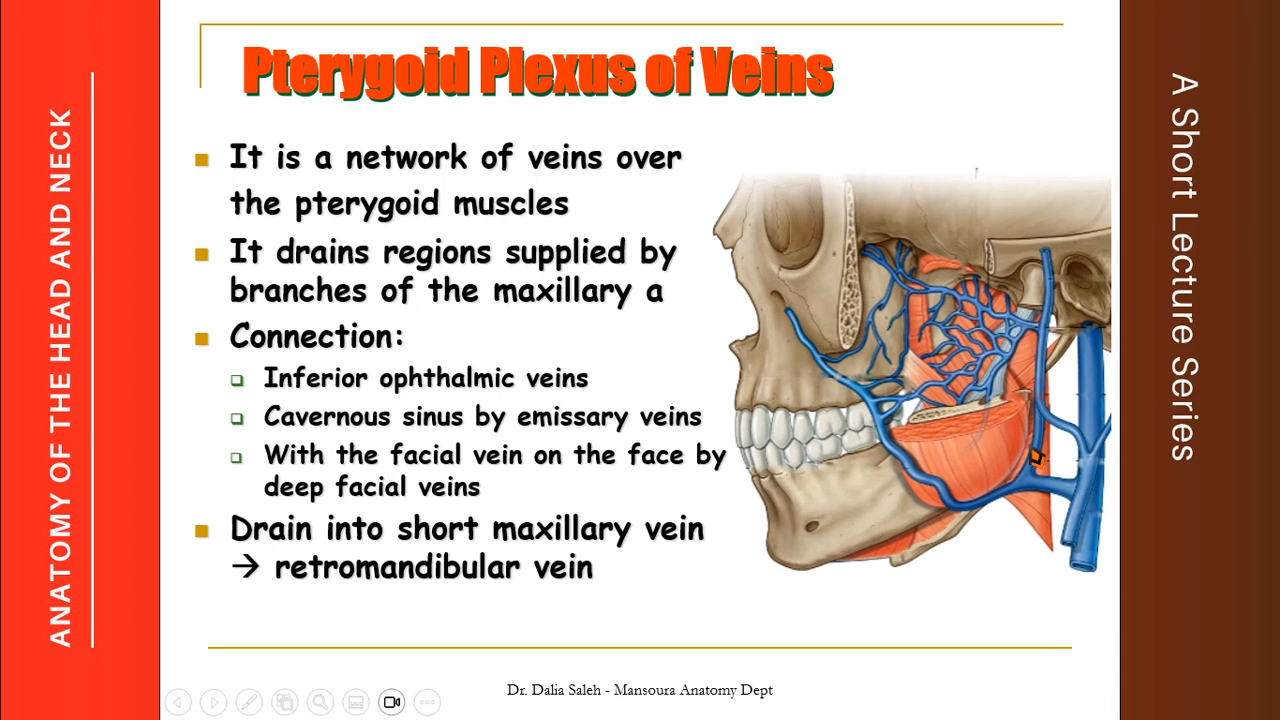 ANATOMY OF THE HEAD AND NECK
Pterygoid Plexus of Veins
It is a network of veins over
the pterygoid muscles
It drains regions supplied by
branches of the maxillary a
Connection:
Inferior ophthalmic veins
Cavernous sinus by emissary veins
With the facial vein on the face by
deep facial veins
Drain into short maxillary vein
→ retromandibular vein
Dr. Dalia Saleh - Mansoura Anatomy Dept
A Short Lecture Series